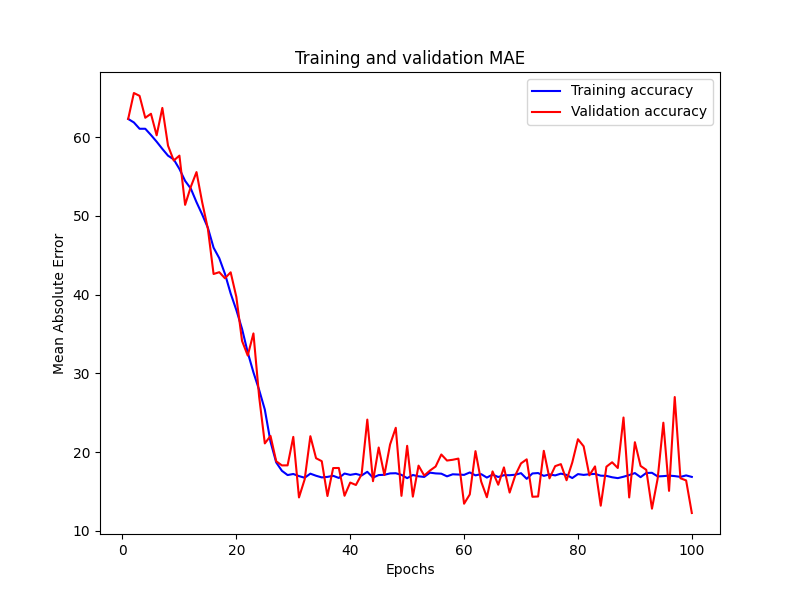 Training and validation MAE
Training accuracy
Validation accuracy
Mean Absolute Error
60
50
40
30
20
10
0 20 40 60 80 100
Epochs